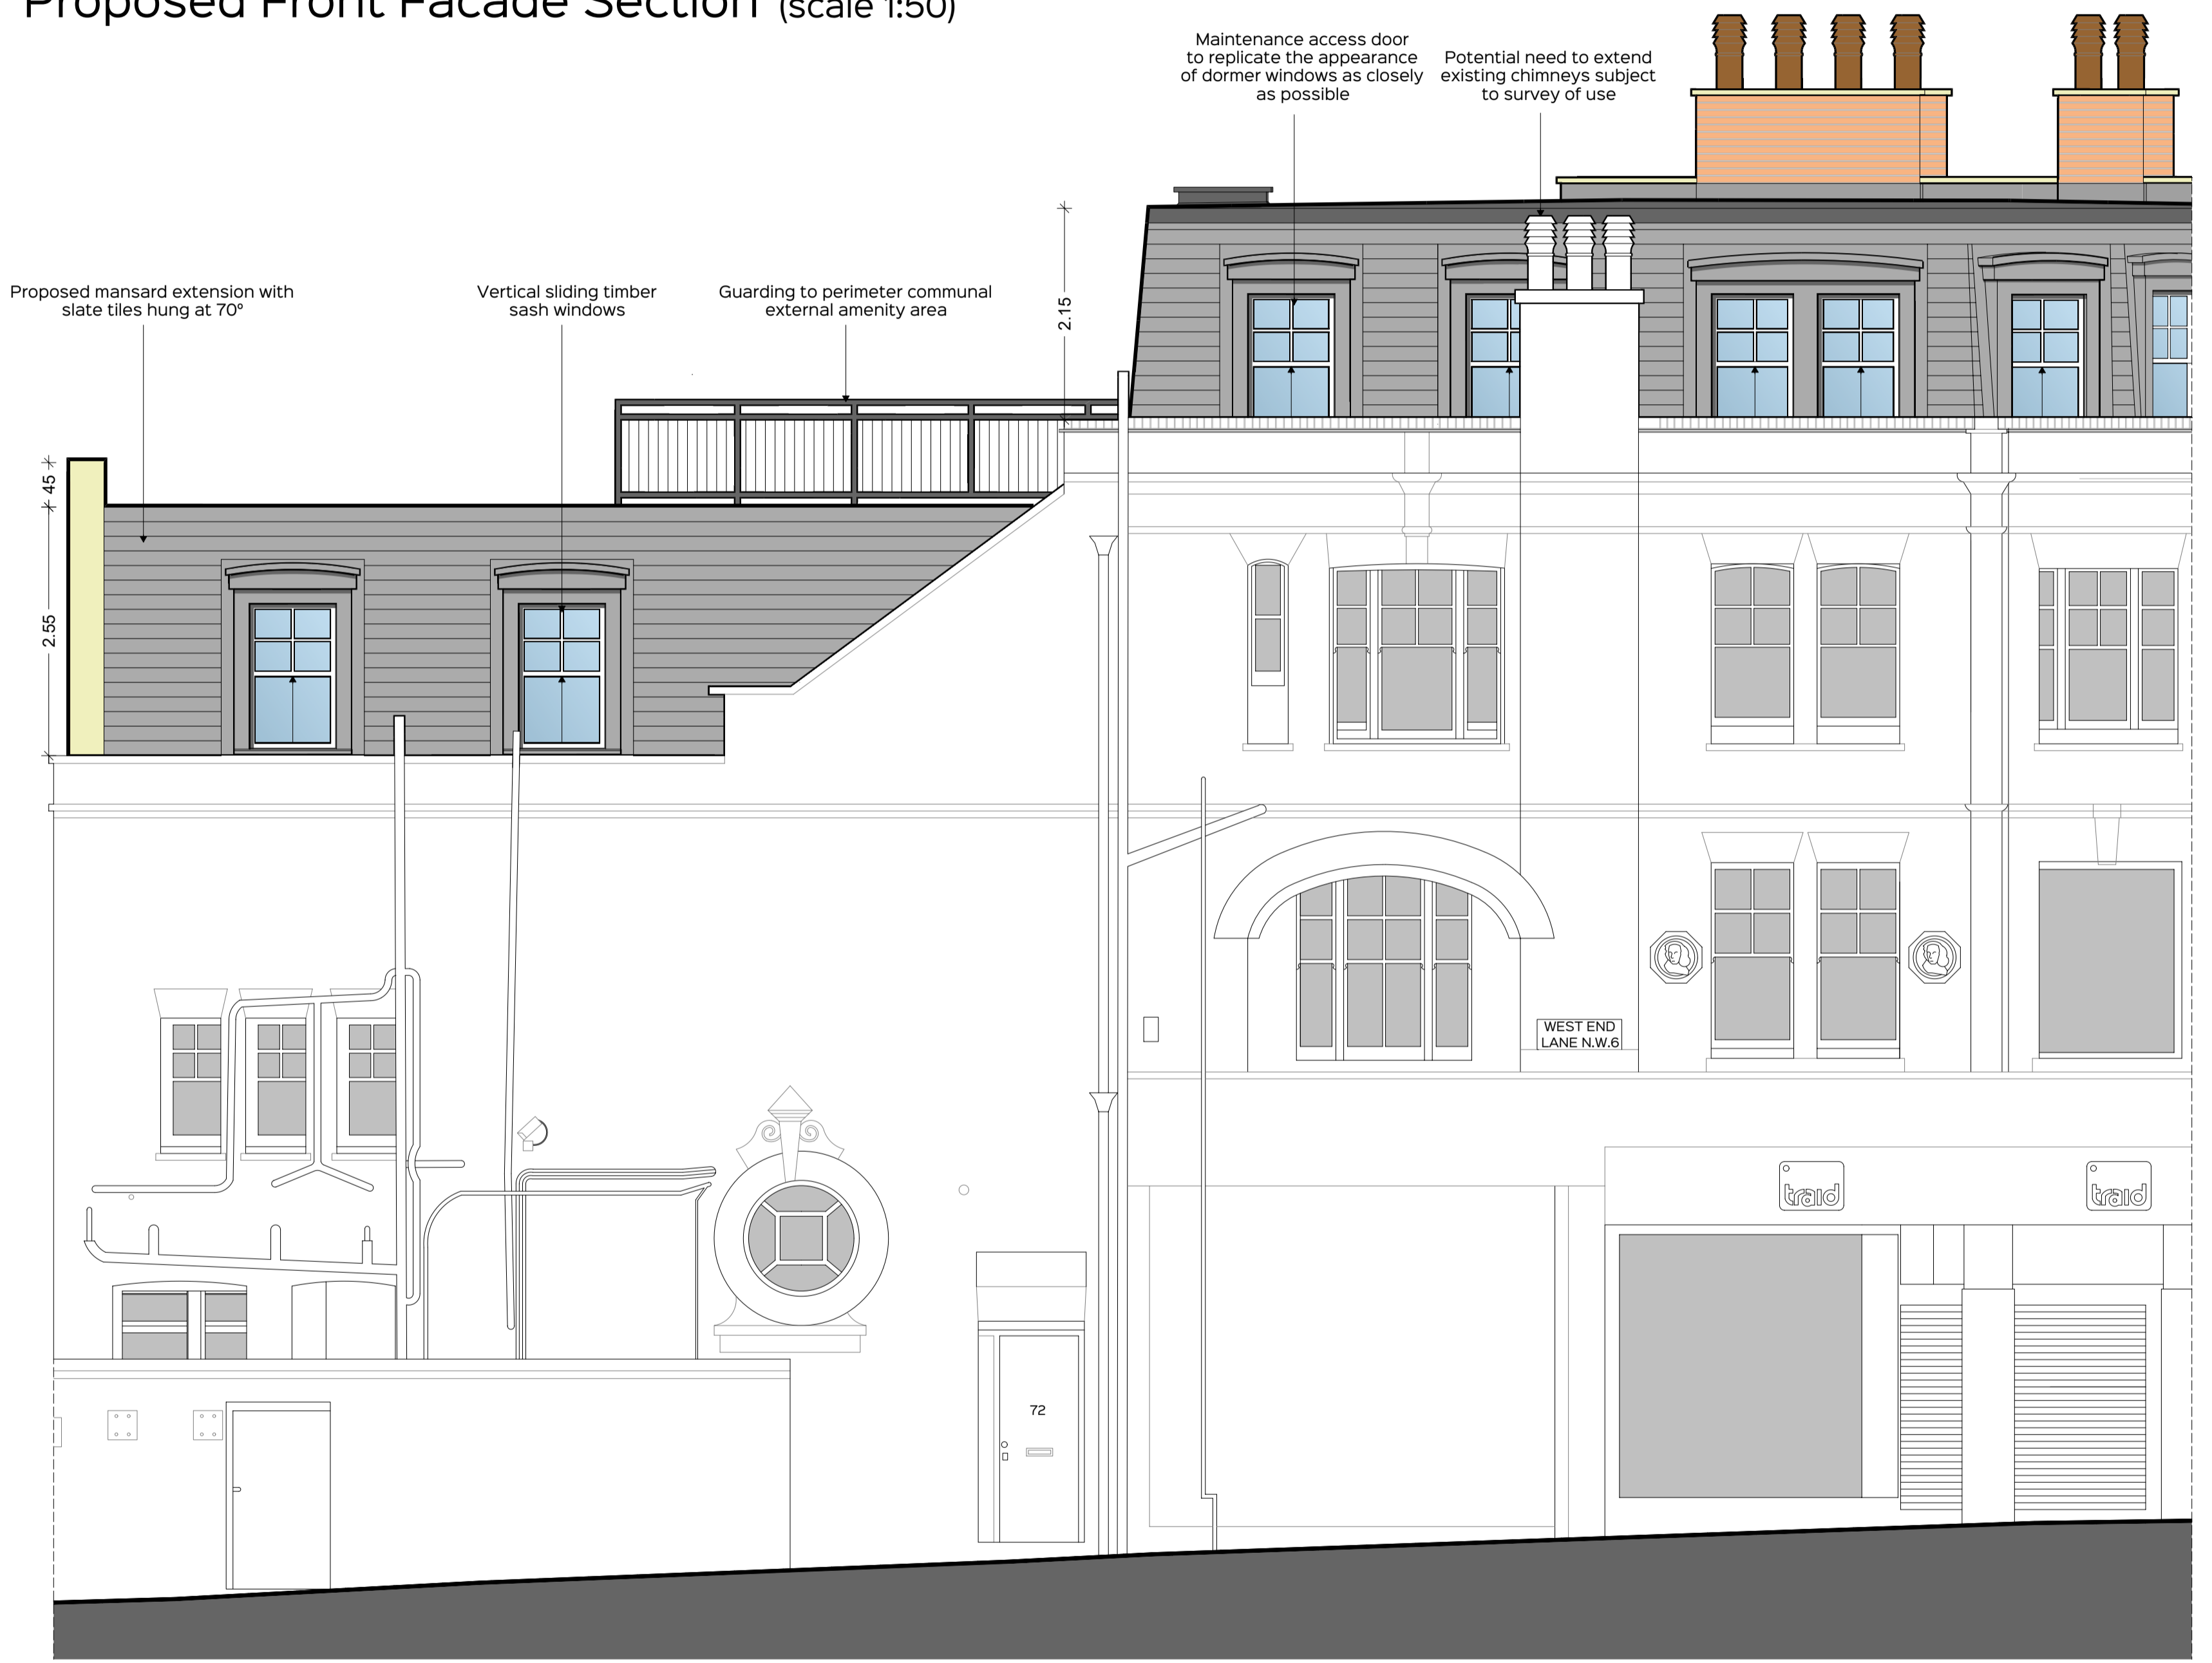 Proposed Front Facade Section (scale 1:50)
Maintenance access door
to replicate the appearance
of dormer windows as closely
as possible
Potential need to extend
existing chimneys subject
to survey of use
Proposed mansard extension with
slate tiles hung at 70º
Vertical sliding timber
sash windows
Guarding to perimeter communal
external amenity area
2.15
45
2.55
WEST END
LANE N.W.6
traid
traid
72